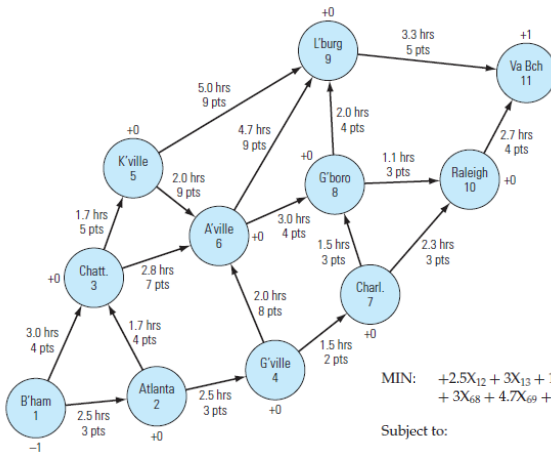 +0
L'burg
9
3.3 hrs
5 pts
+1
Va Bch
11
5.0 hrs
9 pts
4.7 hrs
9 pts
2.0 hrs
4 pts
2.7 hrs
4 pts
+0
K'ville
5
2.0 hrs
9 pts
+0
G'boro
8
1.1 hrs
3 pts
Raleigh
10
+0
1.7 hrs
5 pts
A'ville
6
+0
3.0 hrs
4 pts
1.5 hrs
3 pts
2.3 hrs
3 pts
+0
Chatt.
3
2.8 hrs
7 pts
Charl.
7
+0
3.0 hrs
4 pts
1.7 hrs
4 pts
2.0 hrs
8 pts
1.5 hrs
2 pts
G'ville
4
+0
B'ham
1
−1
2.5 hrs
3 pts
Atlanta
2
+0
2.5 hrs
3 pts
MIN: +2.5X₁₂ + 3X₁₃ + 1
+ 3X₆₈ + 4.7X₆₉ +
Subject to: